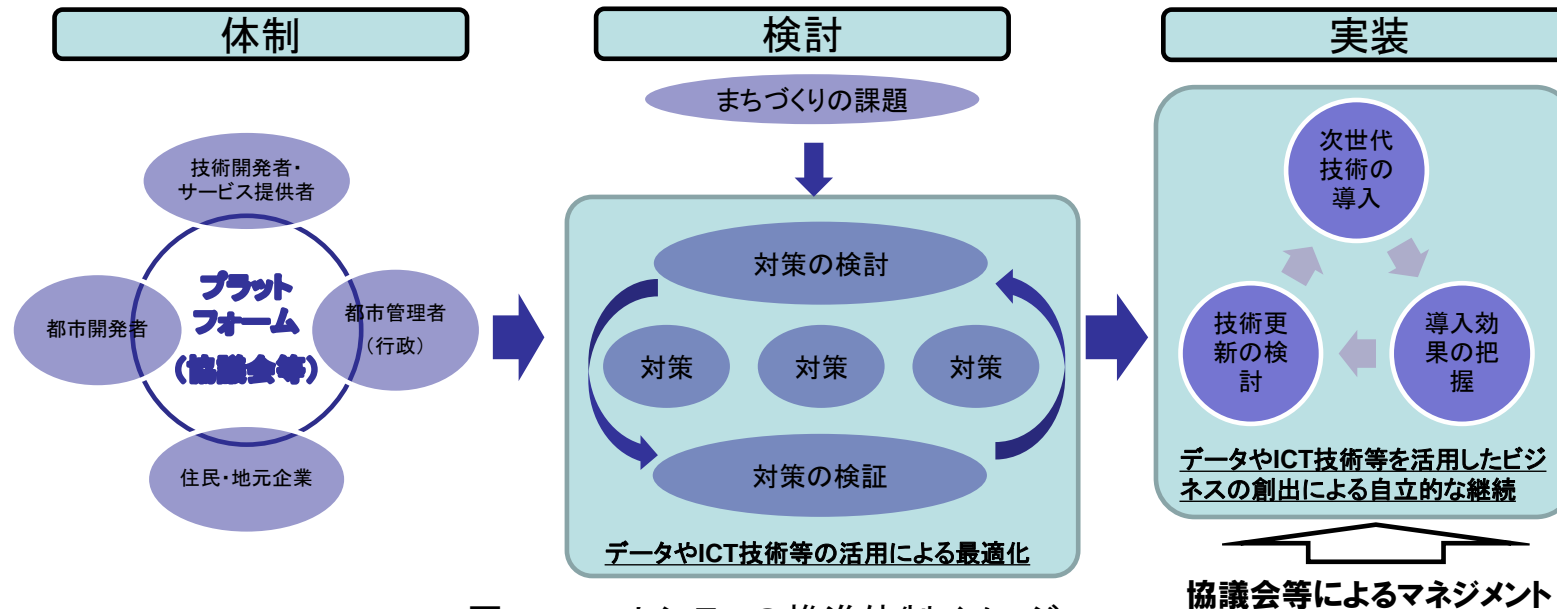 体制
技術開発者・
サービス提供者
都市開発者
プラット
フォーム
(協議会等)
都市管理者
（行政）
住民・地元企業
検討
まちづくりの課題
対策の検討
対策
対策
対策
対策の検証
データやICT技術等の活用による最適化
実装
次世代
技術の
導入
技術更
新の検
討
導入効
果の把
握
データやICT技術等を活用したビジ
ネスの創出による自立的な継続
協議会等によるマネジメント